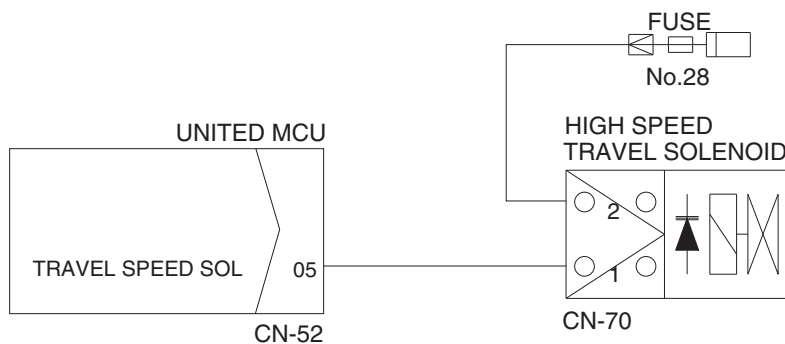 FUSE
No.28
UNITED MCU
HIGH SPEED
TRAVEL SOLENOID
2
TRAVEL SPEED SOL 05
1
CN-52
CN-70